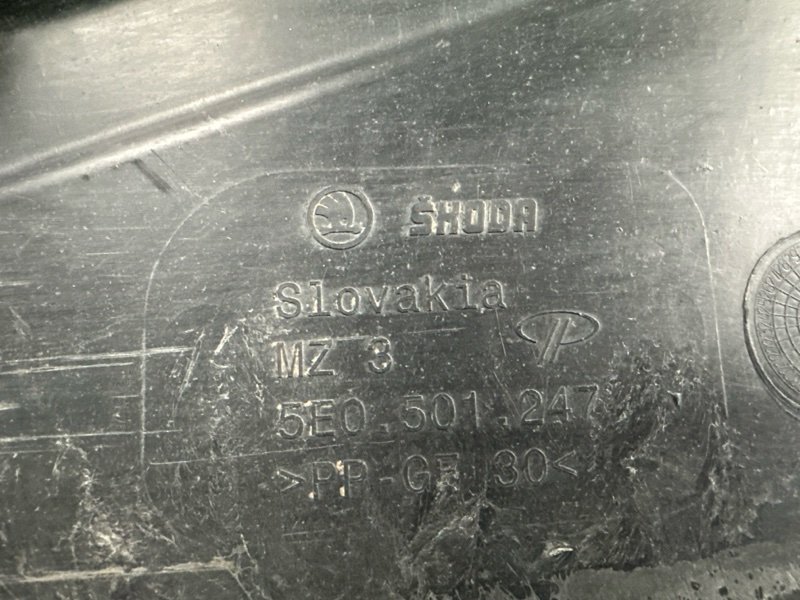 ŠKODA
Slovakia
MZ 3
5E0.501.247
>PP-GF 30<